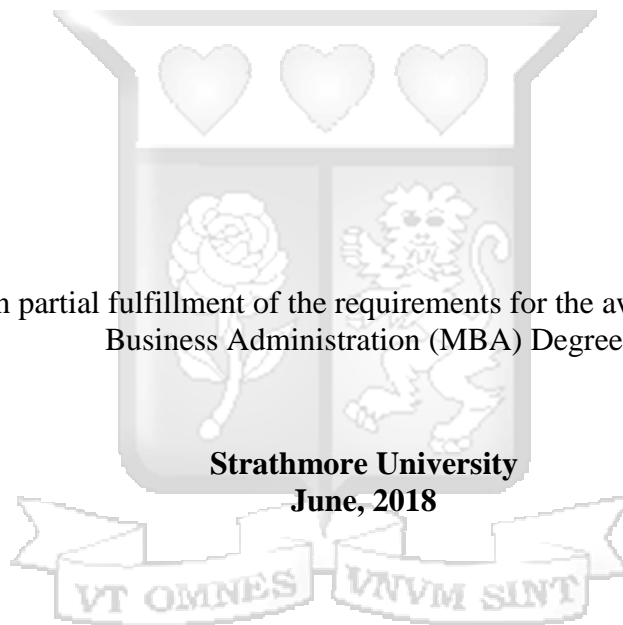 n partial fulfillment of the requirements for the av
Business Administration (MBA) Degree
Strathmore University
June, 2018
VT OMNES VNVM SINT